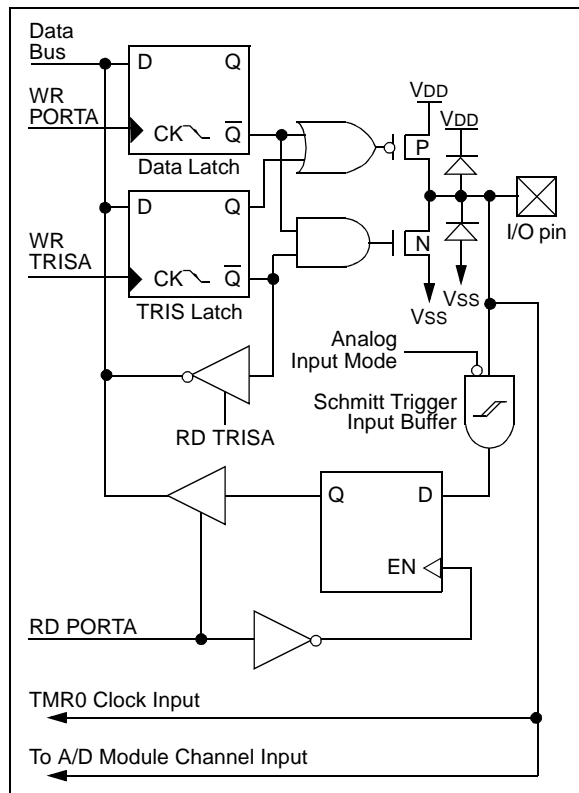 Data
Bus
D Q
WR
PORTA
CK Q
Data Latch
VDD
VDD
P
D Q
WR
TRISA
CK Q
TRIS Latch
N
I/O pin
VSS
VSS
Analog
Input Mode
Schmitt Trigger
Input Buffer
RD TRISA
Q D
EN
RD PORTA
TMR0 Clock Input
To A/D Module Channel Input